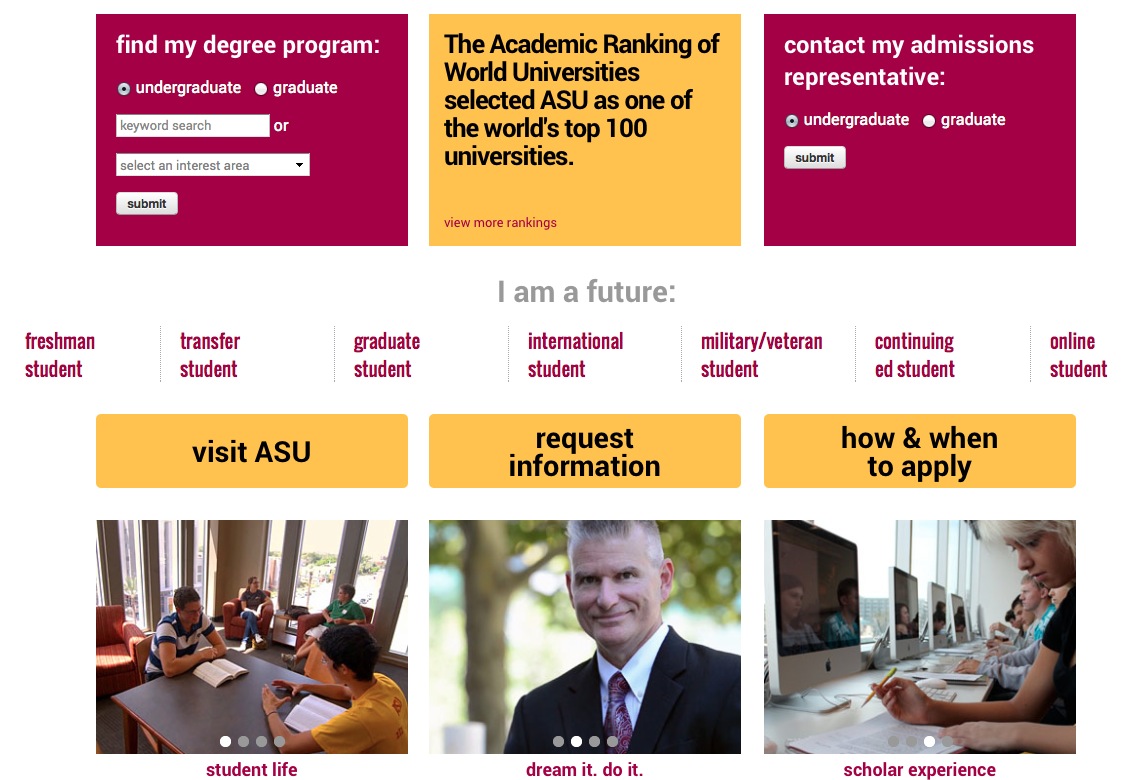 find my degree program:
undergraduate graduate
keyword search or
select an interest area
submit
The Academic Ranking of
World Universities
selected ASU as one of
the world's top 100
universities.
view more rankings
contact my admissions
representative:
undergraduate graduate
submit
I am a future:
freshman
student
transfer
student
graduate
student
international
student
military/veteran
student
continuing
ed student
online
student
visit ASU
request
information
how & when
to apply
student life
dream it. do it.
scholar experience